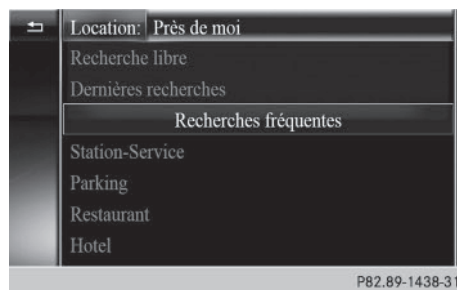 Location: Près de moi
Recherche libre
Dernières recherches
Recherches fréquentes
Station-Service
Parking
Restaurant
Hotel
P82.89-1438-31